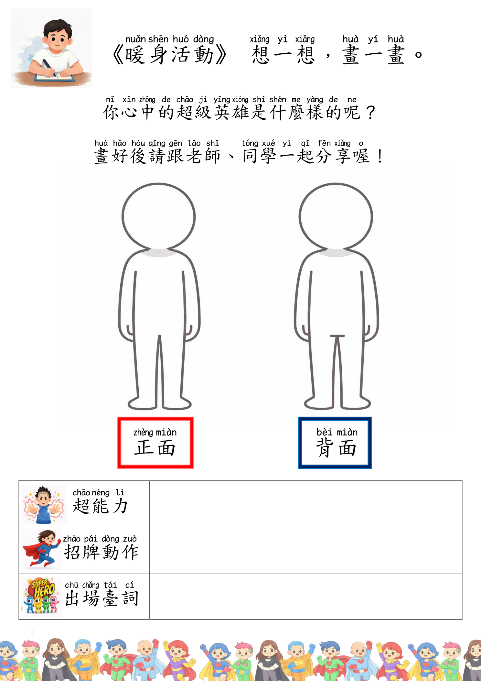 nuǎn shēn huó dòng xiǎng yì xiǎng huà yí huà
《暖身活動》 想一想，畫一畫。
nǐ xīn zhōng de chāo jí yīng xióng shì shén me yàng de ne
你心中的超級英雄是什麼樣的呢？
huà hǎo hòu qǐng gēn lǎo shī tóng xué yì qǐ fēn xiǎng o
畫好後請跟老師、同學一起分享喔！
zhèng miàn bèi miàn
正面 背面
chāo néng lì
超能力
zhāo pái dòng zuò
招牌動作
SUPER HERO
chū chǎng tái cí
出場臺詞